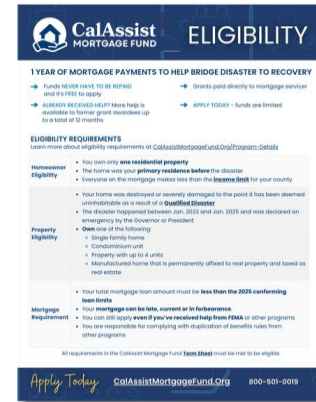 CalAssist
MORTGAGE FUND
ELIGIBILITY
1 YEAR OF MORTGAGE PAYMENTS TO HELP BRIDGE DISASTER TO RECOVERY
Funds NEVER HAVE TO BE REPAID
and it's FREE to apply
Grants paid directly to mortgage servicer
ALREADY RECEIVED HELP? More help is
available to former grant awardees up
to a total of 12 months
APPLY TODAY - funds are limited
ELIGIBILITY REQUIREMENTS
Learn more about eligibility requirements at CalAssistMortgageFund.Org/Program-Details
Homeowner
Eligibility
• You own only one residential property
• The home was your primary residence before the disaster
• Everyone on the mortgage makes less than the income limit for your county
Property
Eligibility
• Your home was destroyed or severely damaged to the point it has been deemed
uninhabitable as a result of a Qualified Disaster
• The disaster happened between Jan. 2023 and Jan. 2025 and was declared an
emergency by the Governor or President
• Own one of the following:
Single family home
Condominium unit
Property with up to 4 units
Manufactured home that is permanently affixed to real property and taxed as
real estate
Mortgage
Requirement
• Your total mortgage loan amount must be less than the 2025 conforming
loan limits
• Your mortgage can be late, current or in forbearance.
• You can still apply even if you've received help from FEMA or other programs
• You are responsible for complying with duplication of benefits rules from
other programs
All requirements in the CalAssist Mortgage Fund Term Sheet must be met to be eligible.
Apply Today
CalAssistMortgageFund.Org
800-501-0019